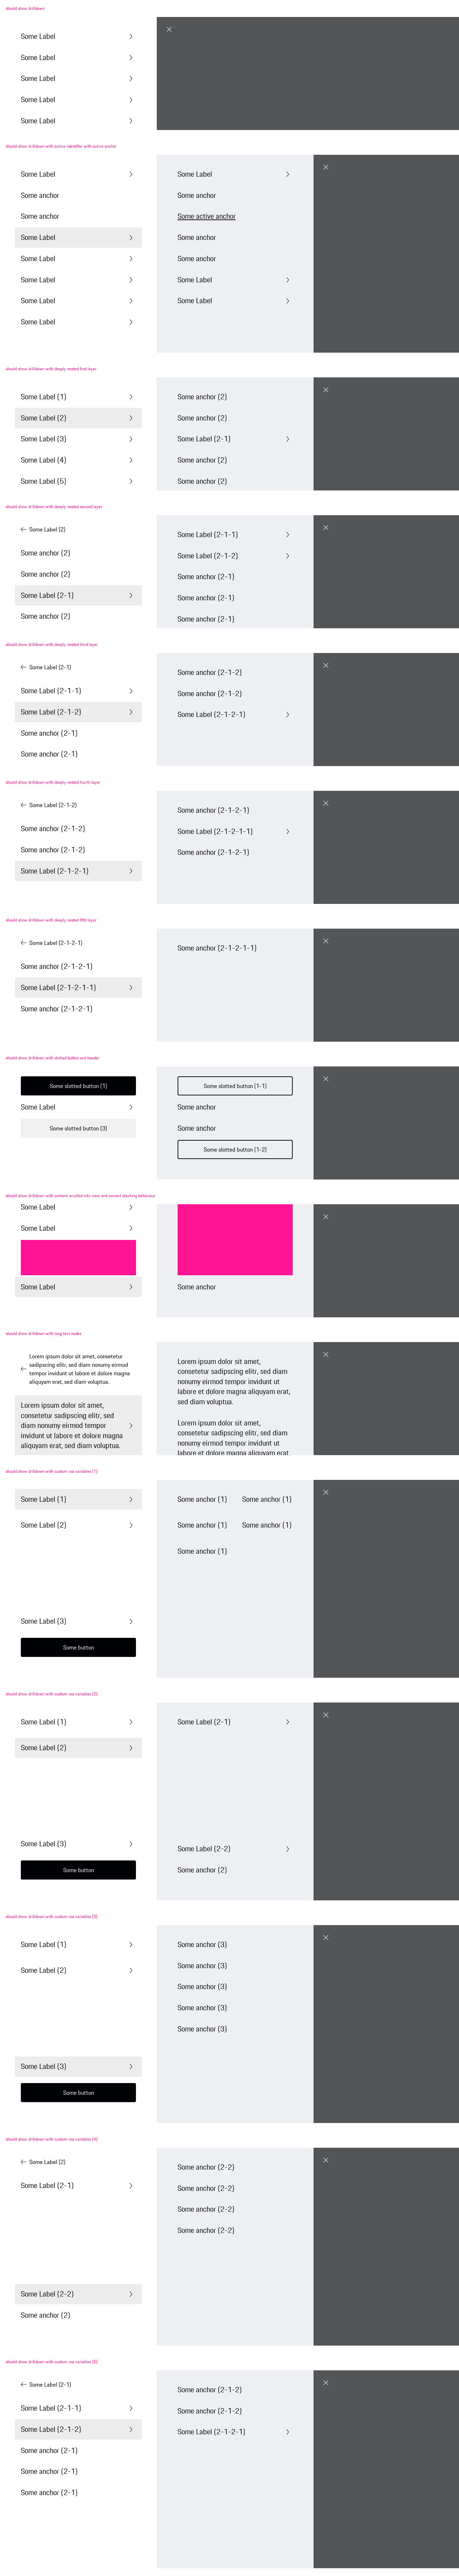 should show drilldown
Some Label
Some Label
Some Label
Some Label
Some Label
should show drilldown with active identifier with active anchor
Some Label
Some anchor
Some anchor
Some Label
Some Label
Some Label
Some Label
Some Label
Some Label
Some anchor
Some active anchor
Some anchor
Some anchor
Some Label
Some Label
should show drilldown with deeply nested first layer
Some Label (1)
Some Label (2)
Some Label (3)
Some Label (4)
Some Label (5)
Some anchor (2)
Some anchor (2)
Some Label (2-1)
Some anchor (2)
Some anchor (2)
should show drilldown with deeply nested second layer
Some Label (2)
Some anchor (2)
Some anchor (2)
Some Label (2-1)
Some anchor (2)
Some Label (2-1-1)
Some Label (2-1-2)
Some anchor (2-1)
Some anchor (2-1)
Some anchor (2-1)
should show drilldown with deeply nested third layer
Some Label (2-1)
Some Label (2-1-1)
Some Label (2-1-2)
Some anchor (2-1)
Some anchor (2-1)
Some anchor (2-1-2)
Some anchor (2-1-2)
Some Label (2-1-2-1)
should show drilldown with deeply nested fourth layer
Some Label (2-1-2)
Some anchor (2-1-2)
Some anchor (2-1-2)
Some Label (2-1-2-1)
Some anchor (2-1-2-1)
Some Label (2-1-2-1-1)
Some anchor (2-1-2-1)
should show drilldown with deeply nested fifth layer
Some Label (2-1-2-1)
Some anchor (2-1-2-1)
Some Label (2-1-2-1-1)
Some anchor (2-1-2-1)
Some anchor (2-1-2-1-1)
should show drilldown with slotted button and header
Some slotted button (1)
Some Label
Some slotted button (3)
Some slotted button (1-1)
Some anchor
Some anchor
Some slotted button (1-2)
should show drilldown with content scrolled into view and correct stacking behaviour
Some Label
Some Label
Some Label
Some anchor
should show drilldown with long text nodes
Lorem ipsum dolor sit amet, consetetur
sadipscing elitr, sed diam nonumy eirmod
tempor invidunt ut labore et dolore magna
aliquyam erat, sed diam voluptua.
Lorem ipsum dolor sit amet,
consetetur sadipscing elitr, sed
diam nonumy eirmod tempor
invidunt ut labore et dolore magna
aliquyam erat, sed diam voluptua.
Lorem ipsum dolor sit amet,
consetetur sadipscing elitr, sed diam
nonumy eirmod tempor invidunt ut
labore et dolore magna aliquyam erat,
sed diam voluptua.
Lorem ipsum dolor sit amet,
consetetur sadipscing elitr, sed diam
nonumy eirmod tempor invidunt ut
labore et dolore magna aliquyam erat,
should show drilldown with custom css variables (1)
Some Label (1)
Some Label (2)
Some Label (3)
Some button
Some anchor (1) Some anchor (1)
Some anchor (1) Some anchor (1)
Some anchor (1)
should show drilldown with custom css variables (2)
Some Label (1)
Some Label (2)
Some Label (3)
Some button
Some Label (2-1)
Some Label (2-2)
Some anchor (2)
should show drilldown with custom css variables (3)
Some Label (1)
Some Label (2)
Some Label (3)
Some button
Some anchor (3)
Some anchor (3)
Some anchor (3)
Some anchor (3)
Some anchor (3)
should show drilldown with custom css variables (4)
Some Label (2)
Some Label (2-1)
Some Label (2-2)
Some anchor (2)
Some anchor (2-2)
Some anchor (2-2)
Some anchor (2-2)
Some anchor (2-2)
should show drilldown with custom css variables (5)
Some Label (2-1)
Some Label (2-1-1)
Some Label (2-1-2)
Some anchor (2-1)
Some anchor (2-1)
Some anchor (2-1)
Some anchor (2-1-2)
Some anchor (2-1-2)
Some Label (2-1-2-1)